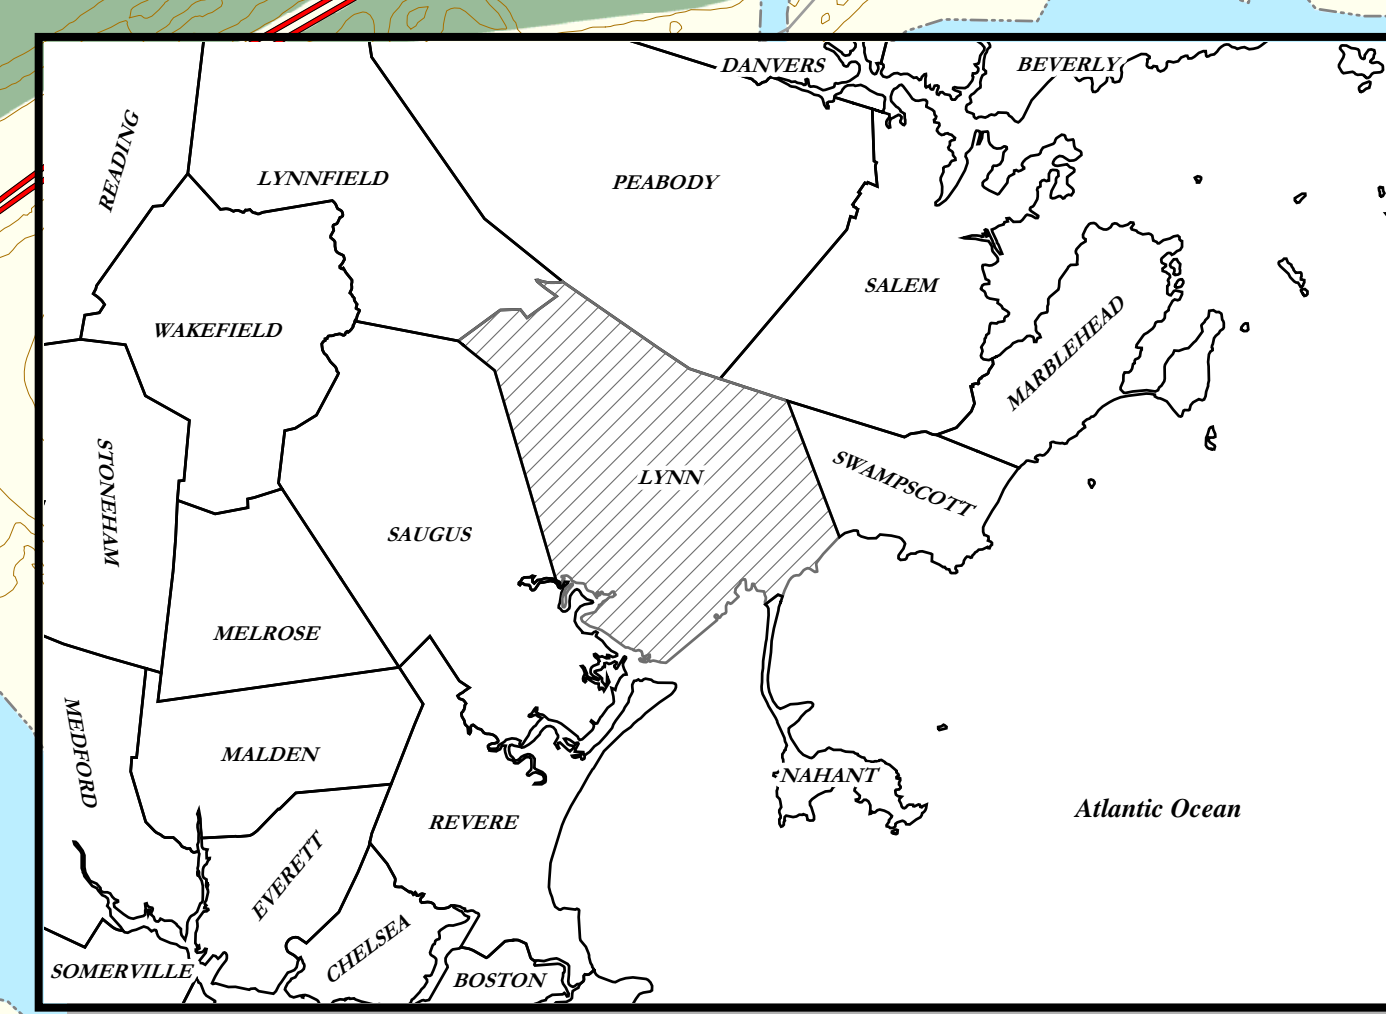 DANVERS
BEVERLY
READING
LYNNFIELD
PEABODY
SALEM
WAKEFIELD
MARBLEHEAD
STONEHAM
LYNN
SWAMPSCOTT
SAUGUS
MELROSE
MEDFORD
MALDEN
NAHANT
Atlantic Ocean
REVERE
EVERETT
CHELSEA
SOMERVILLE
BOSTON